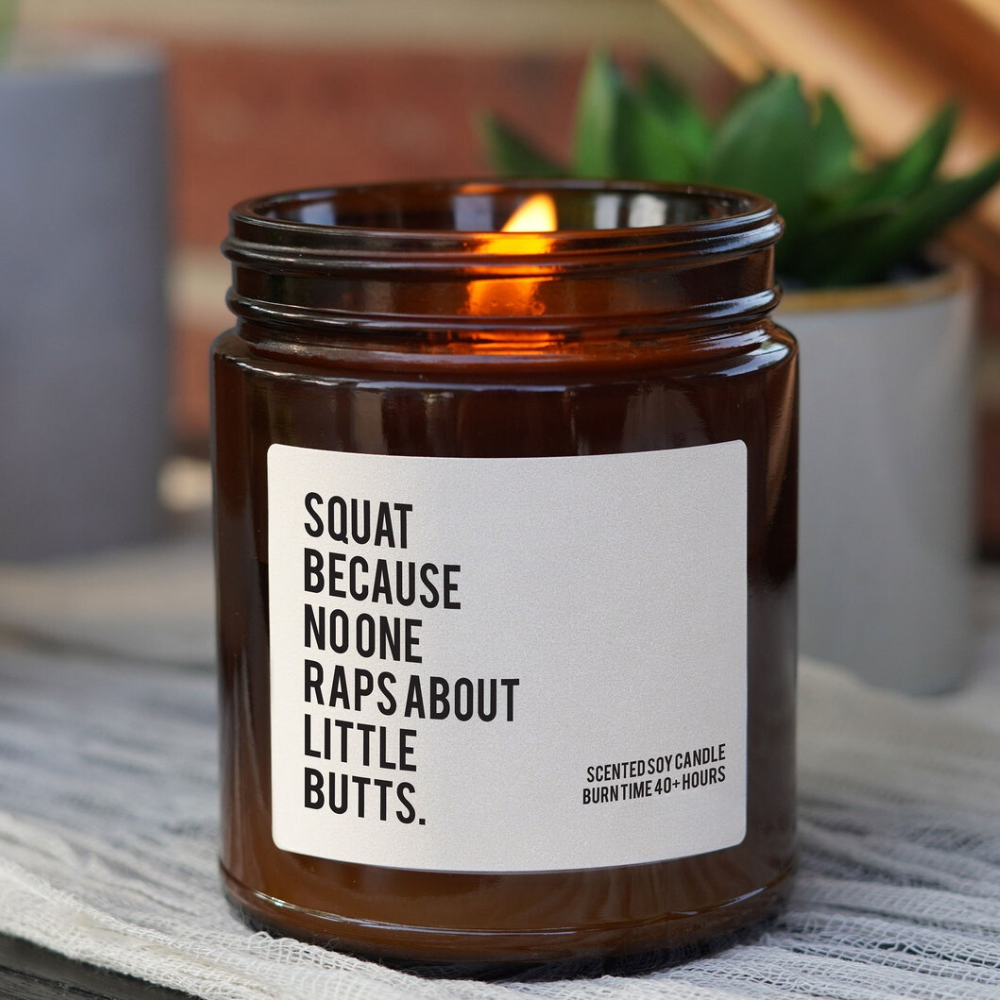 SQUAT
BECAUSE
NO ONE
RAPS ABOUT
LITTLE
BUTTS.
SCENTED SOY CANDLE
BURN TIME 40+ HOURS